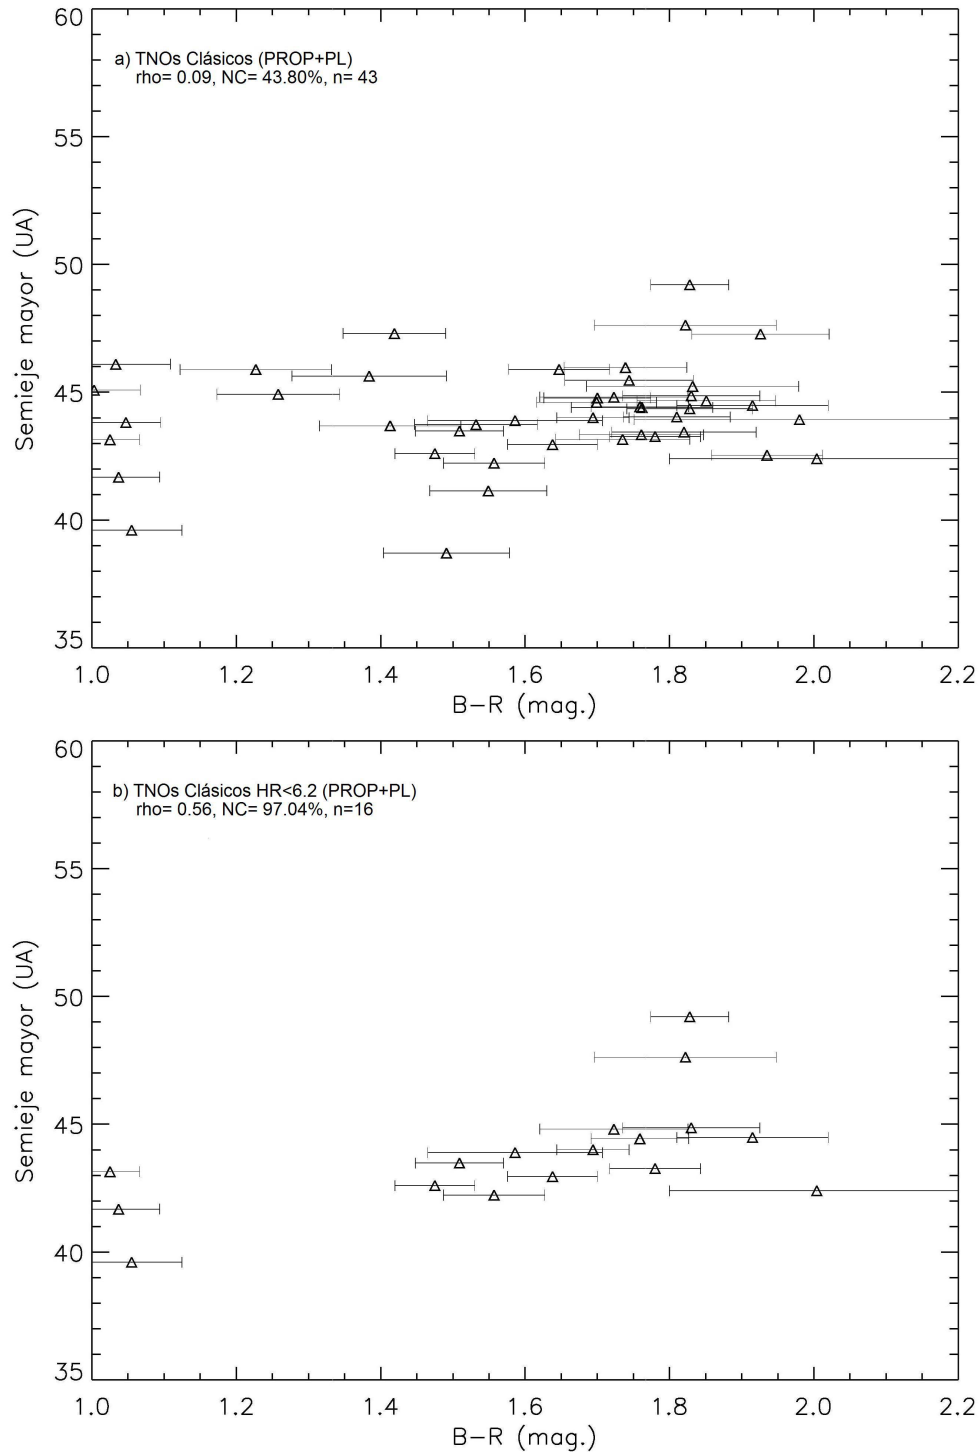 a) TNOs Clásicos (PROP+PL)
rho= 0.09, NC= 43.80%, n= 43
60
55
50
45
40
35
Semieje mayor (UA)
1.0 1.2 1.4 1.6 1.8 2.0 2.2
B-R (mag.)
b) TNOs Clásicos HR<6.2 (PROP+PL)
rho= 0.56, NC= 97.04%, n=16
60
55
50
45
40
35
Semieje mayor (UA)
1.0 1.2 1.4 1.6 1.8 2.0 2.2
B-R (mag.)